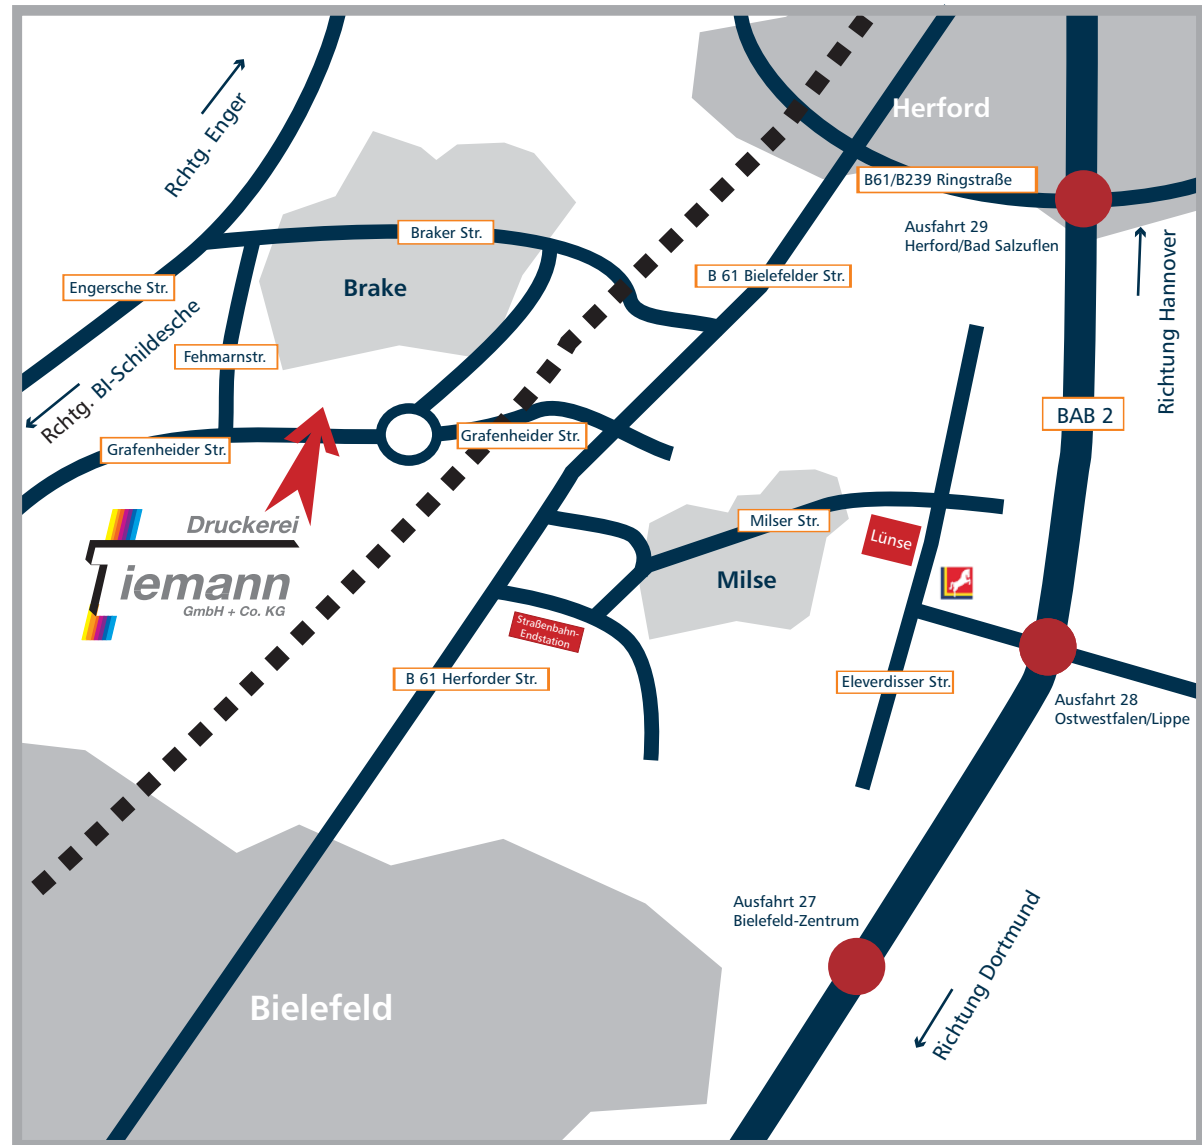 Herford
Rchtg. Enger
B61/B239 Ringstraße
Ausfahrt 29
Herford/Bad Salzuflen
Braker Str.
B 61 Bielefelder Str.
Engersche Str.
Brake
Richtung Hannover
Rchtg. BI-Schildesche
Fehmarnstr.
BAB 2
Grafenheider Str.
Grafenheider Str.
Druckerei
Tiemann
GmbH + Co. KG
Milser Str.
Lünse
Milse
Straßenbahn-
Endstation
B 61 Herforder Str.
Eleverdisser Str.
Ausfahrt 28
Ostwestfalen/Lippe
Ausfahrt 27
Bielefeld-Zentrum
Richtung Dortmund
Bielefeld